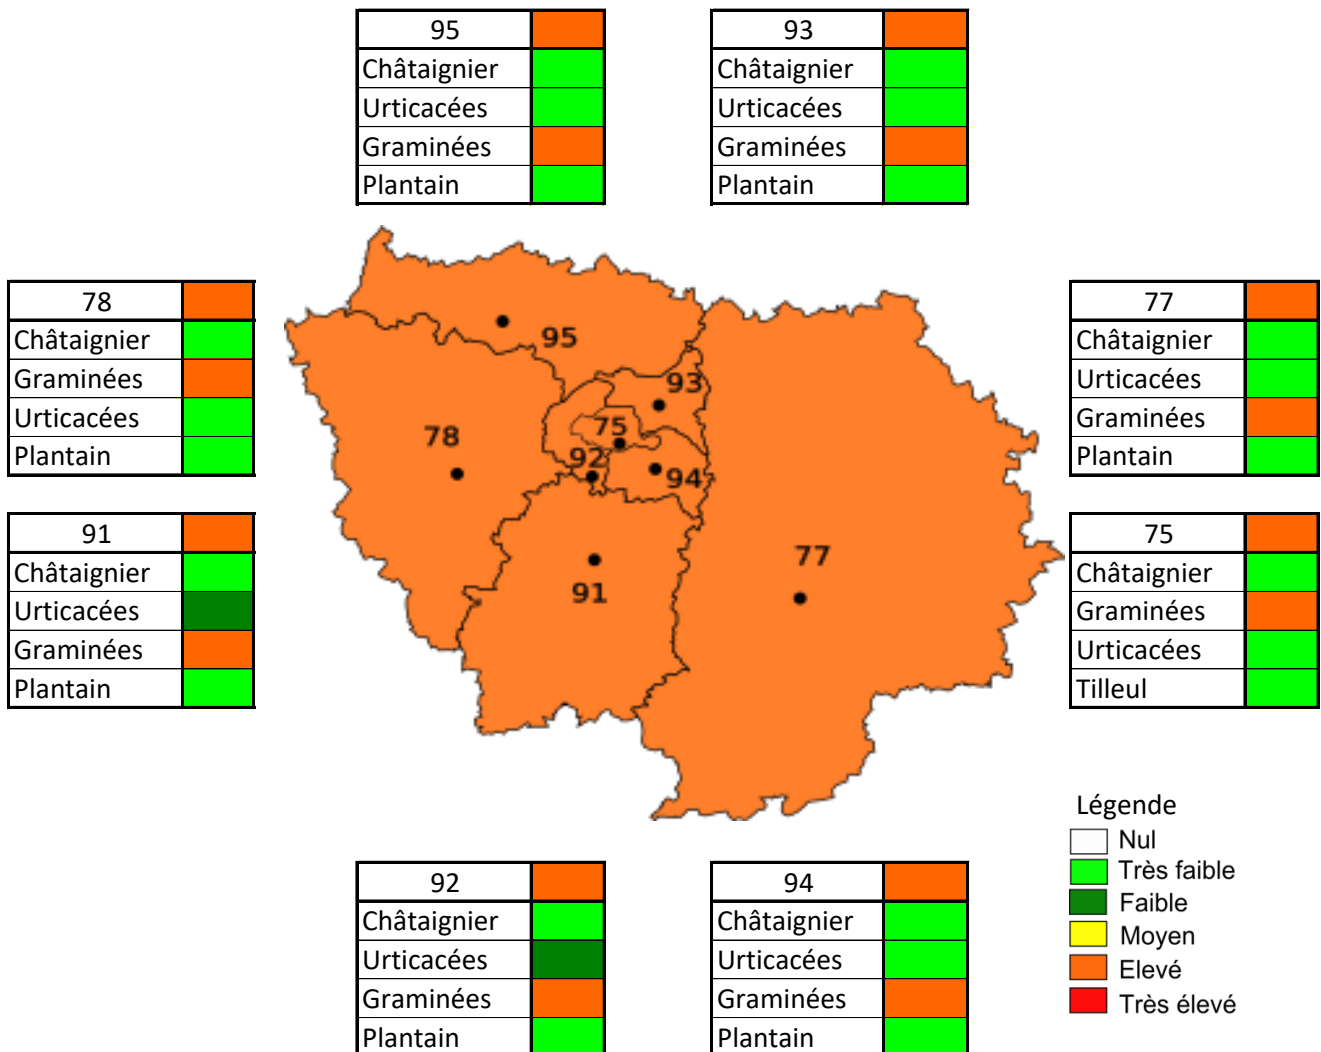 95
Châtaignier
Urticacées
Graminées
Plantain
93
Châtaignier
Urticacées
Graminées
Plantain
78
Châtaignier
Graminées
Urticacées
Plantain
77
Châtaignier
Urticacées
Graminées
Plantain
95
93
75
78
92
94
77
91
91
Châtaignier
Urticacées
Graminées
Plantain
75
Châtaignier
Graminées
Urticacées
Tilleul
92
Châtaignier
Urticacées
Graminées
Plantain
94
Châtaignier
Urticacées
Graminées
Plantain
Légende
Nul
Très faible
Faible
Moyen
Elevé
Très élevé